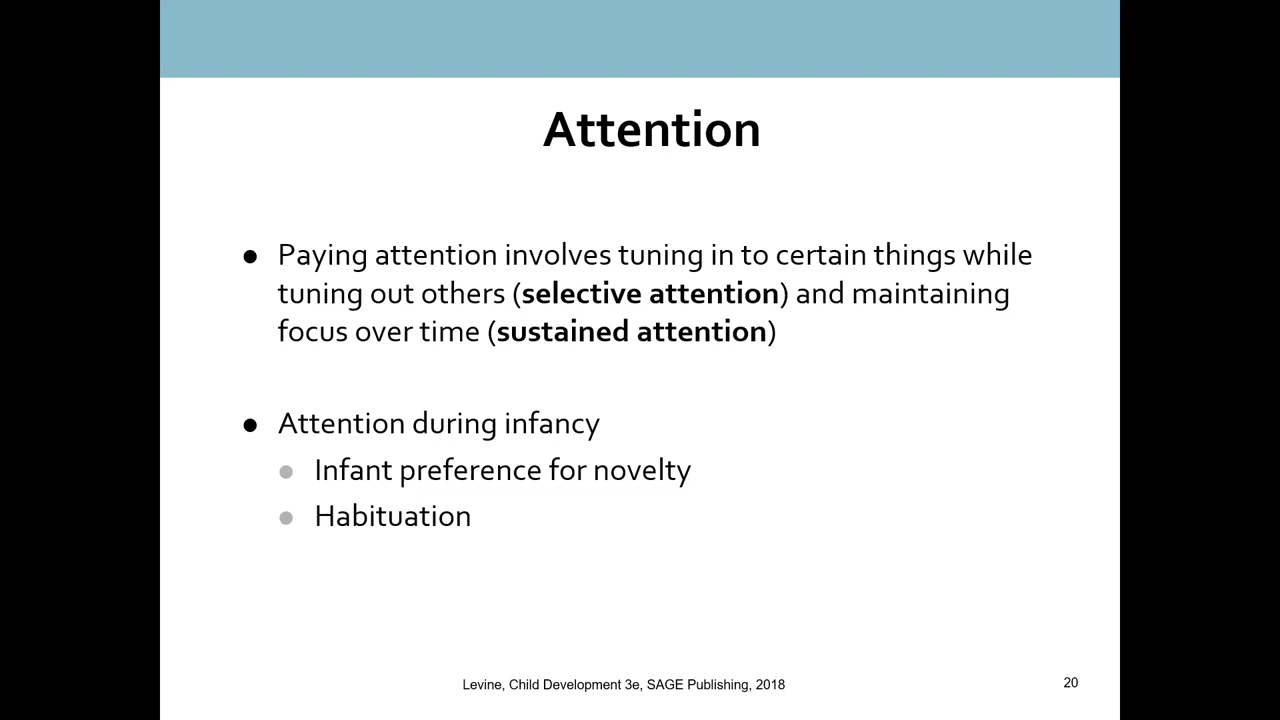 Attention
● Paying attention involves tuning in to certain things while
tuning out others (selective attention) and maintaining
focus over time (sustained attention)
● Attention during infancy
● Infant preference for novelty
● Habituation
Levine, Child Development 3e, SAGE Publishing, 2018
20